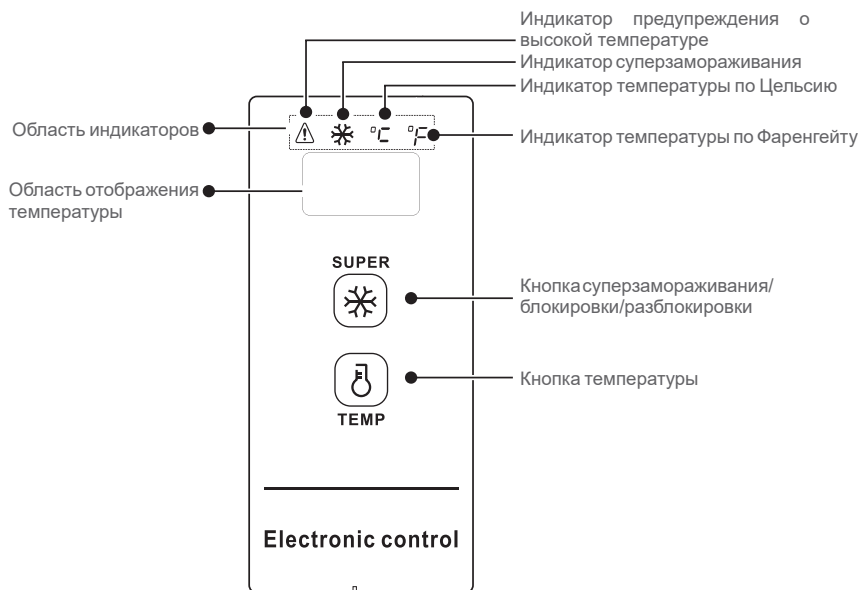 Индикатор предупреждения о
высокой температуре
Индикатор суперзамораживания
Индикатор температуры по Цельсию
Область индикаторов
°C °F
Индикатор температуры по Фаренгейту
Область отображения
температуры
SUPER
Кнопка суперзамораживания/
блокировки/разблокировки
Кнопка температуры
TEMP
Electronic control